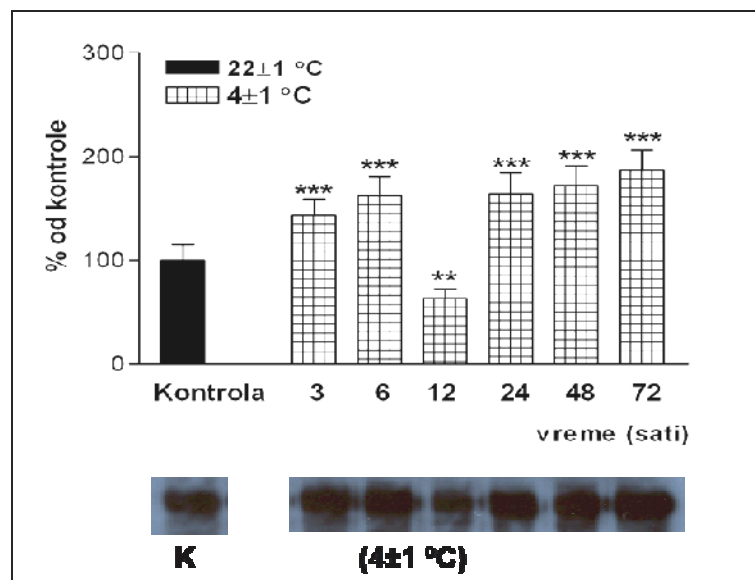 300
200
100
0
% od kontrole
22±1 °C
4±1 °C
***
***
**
***
***
***
Kontrola 3 6 12 24 48 72
vreme (sati)
K (4±1 ºC)